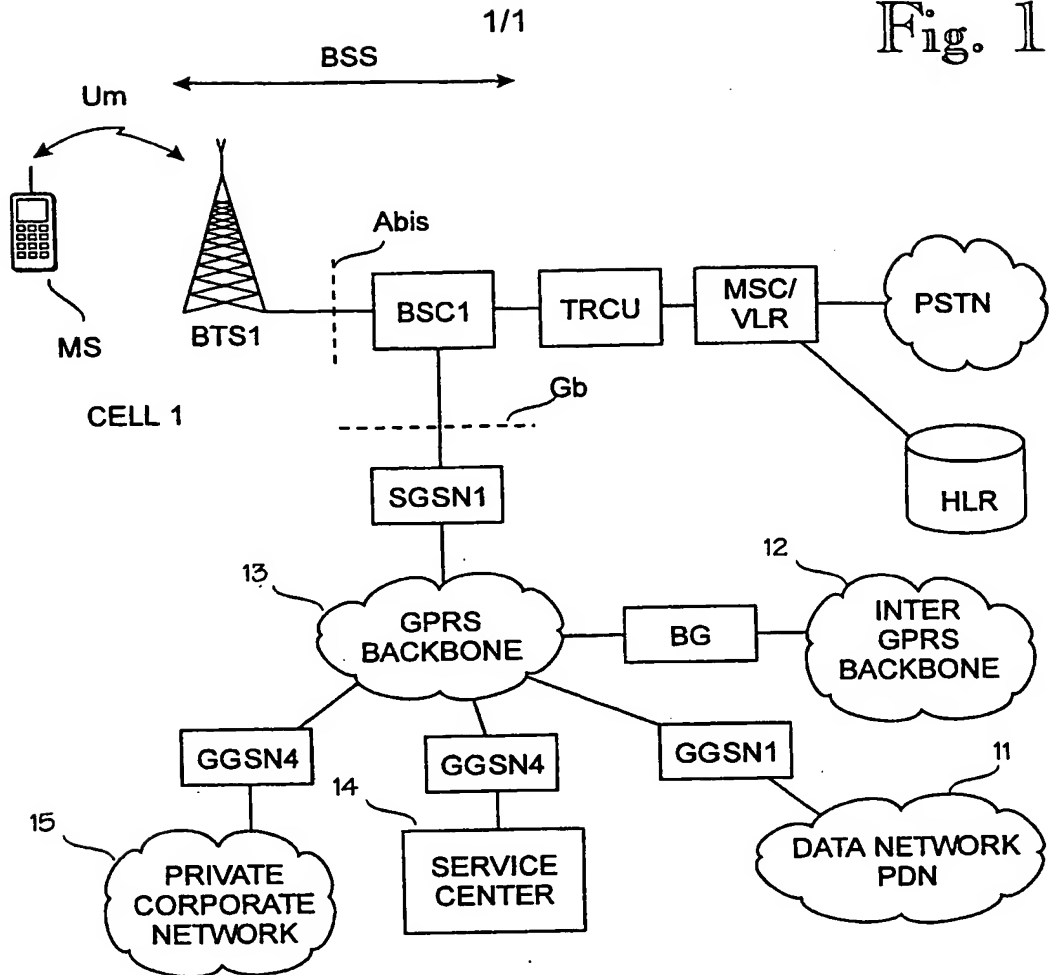 1/1
Fig. 1
BSS
Um
Abis
MS
BTS1
BSC1
TRCU
MSC/
VLR
PSTN
CELL 1
Gb
HLR
SGSN1
13
GPRS
BACKBONE
BG
12
INTER
GPRS
BACKBONE
GGSN4
GGSN4
GGSN1
11
15
PRIVATE
CORPORATE
NETWORK
14
SERVICE
CENTER
DATA NETWORK
PDN